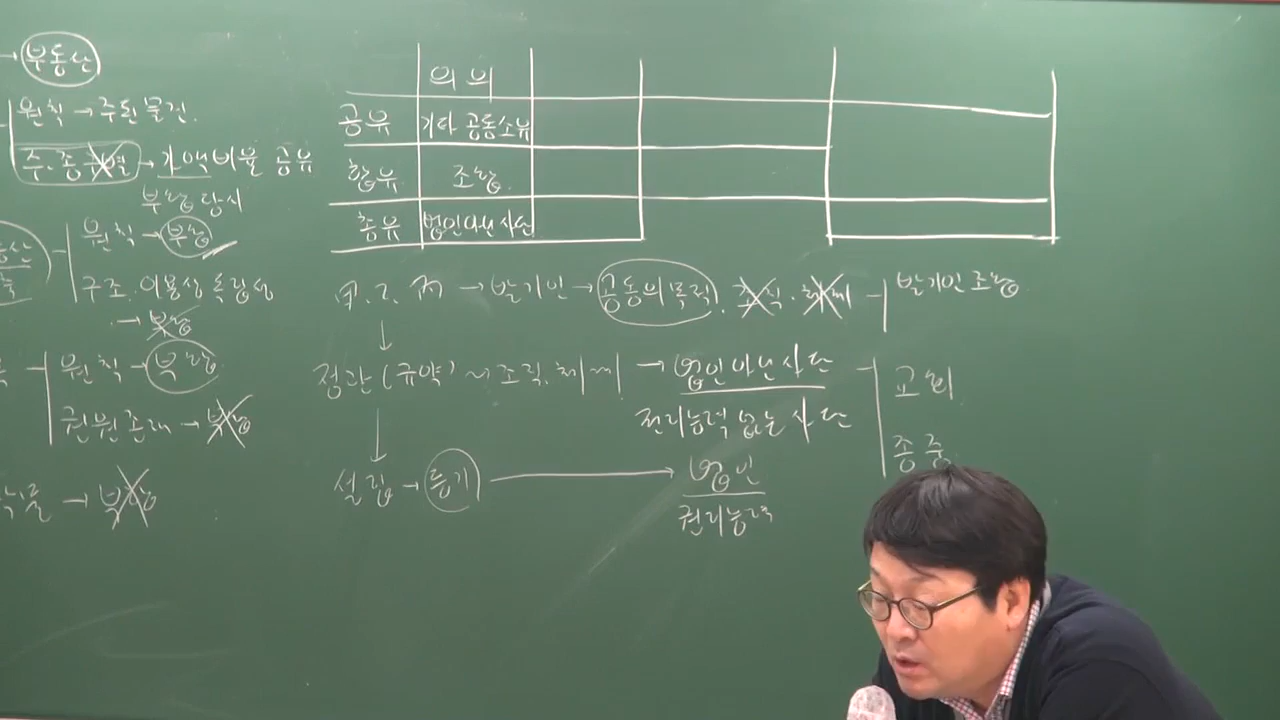 → 부동산
원칙 → 주된 물건.
주·종 구별 → 가액비율 공유
부합 당시
원칙 → 부합
구조. 이용상 독립성
→ 부합
원칙 → 부합
권원 존재 → 부합
→ 부합
의의
공유 기타 공동소유
합유 조합.
총유 법인아닌사단
→ 발기인 → 공동의 목적. 조직. 체계 발기인조합
정관(규약) 조직. 체계 → 법인아닌사단 교회
권리능력 없는 사단 종중
설립 → 등기 → 법인
권리능력